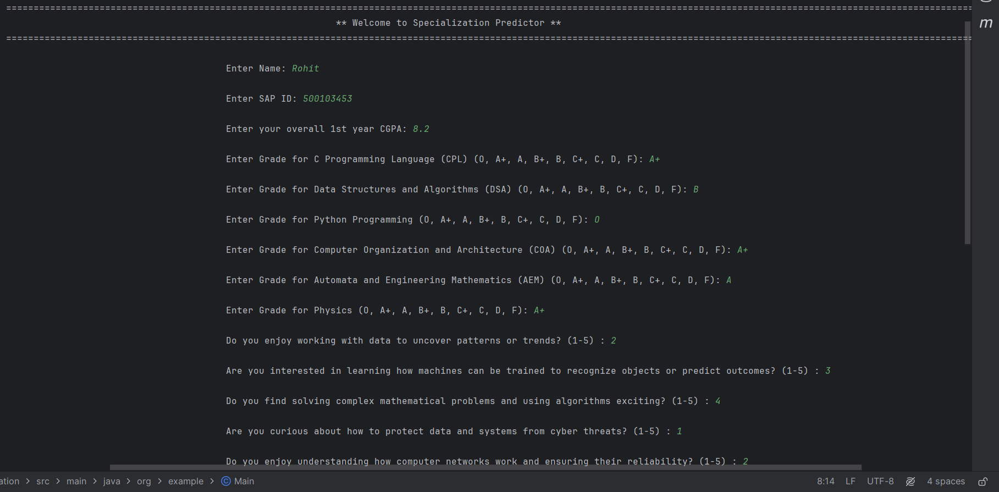 ================================================================================================================================================================================
** Welcome to Specialization Predictor **
================================================================================================================================================================================
m
Enter Name: Rohit
Enter SAP ID: 500103453
Enter your overall 1st year CGPA: 8.2
Enter Grade for C Programming Language (CPL) (O, A+, A, B+, B, C+, C, D, F): A+
Enter Grade for Data Structures and Algorithms (DSA) (O, A+, A, B+, B, C+, C, D, F): B
Enter Grade for Python Programming (O, A+, A, B+, B, C+, C, D, F): O
Enter Grade for Computer Organization and Architecture (COA) (O, A+, A, B+, B, C+, C, D, F): A+
Enter Grade for Automata and Engineering Mathematics (AEM) (O, A+, A, B+, B, C+, C, D, F): A
Enter Grade for Physics (O, A+, A, B+, B, C+, C, D, F): A+
Do you enjoy working with data to uncover patterns or trends? (1-5) : 2
Are you interested in learning how machines can be trained to recognize objects or predict outcomes? (1-5) : 3
Do you find solving complex mathematical problems and using algorithms exciting? (1-5) : 4
Are you curious about how to protect data and systems from cyber threats? (1-5) : 1
Do you enjoy understanding how computer networks work and ensuring their reliability? (1-5) : 2
ation > src > main > java > org > example > © Main 8:14 LF UTF-8 4 spaces